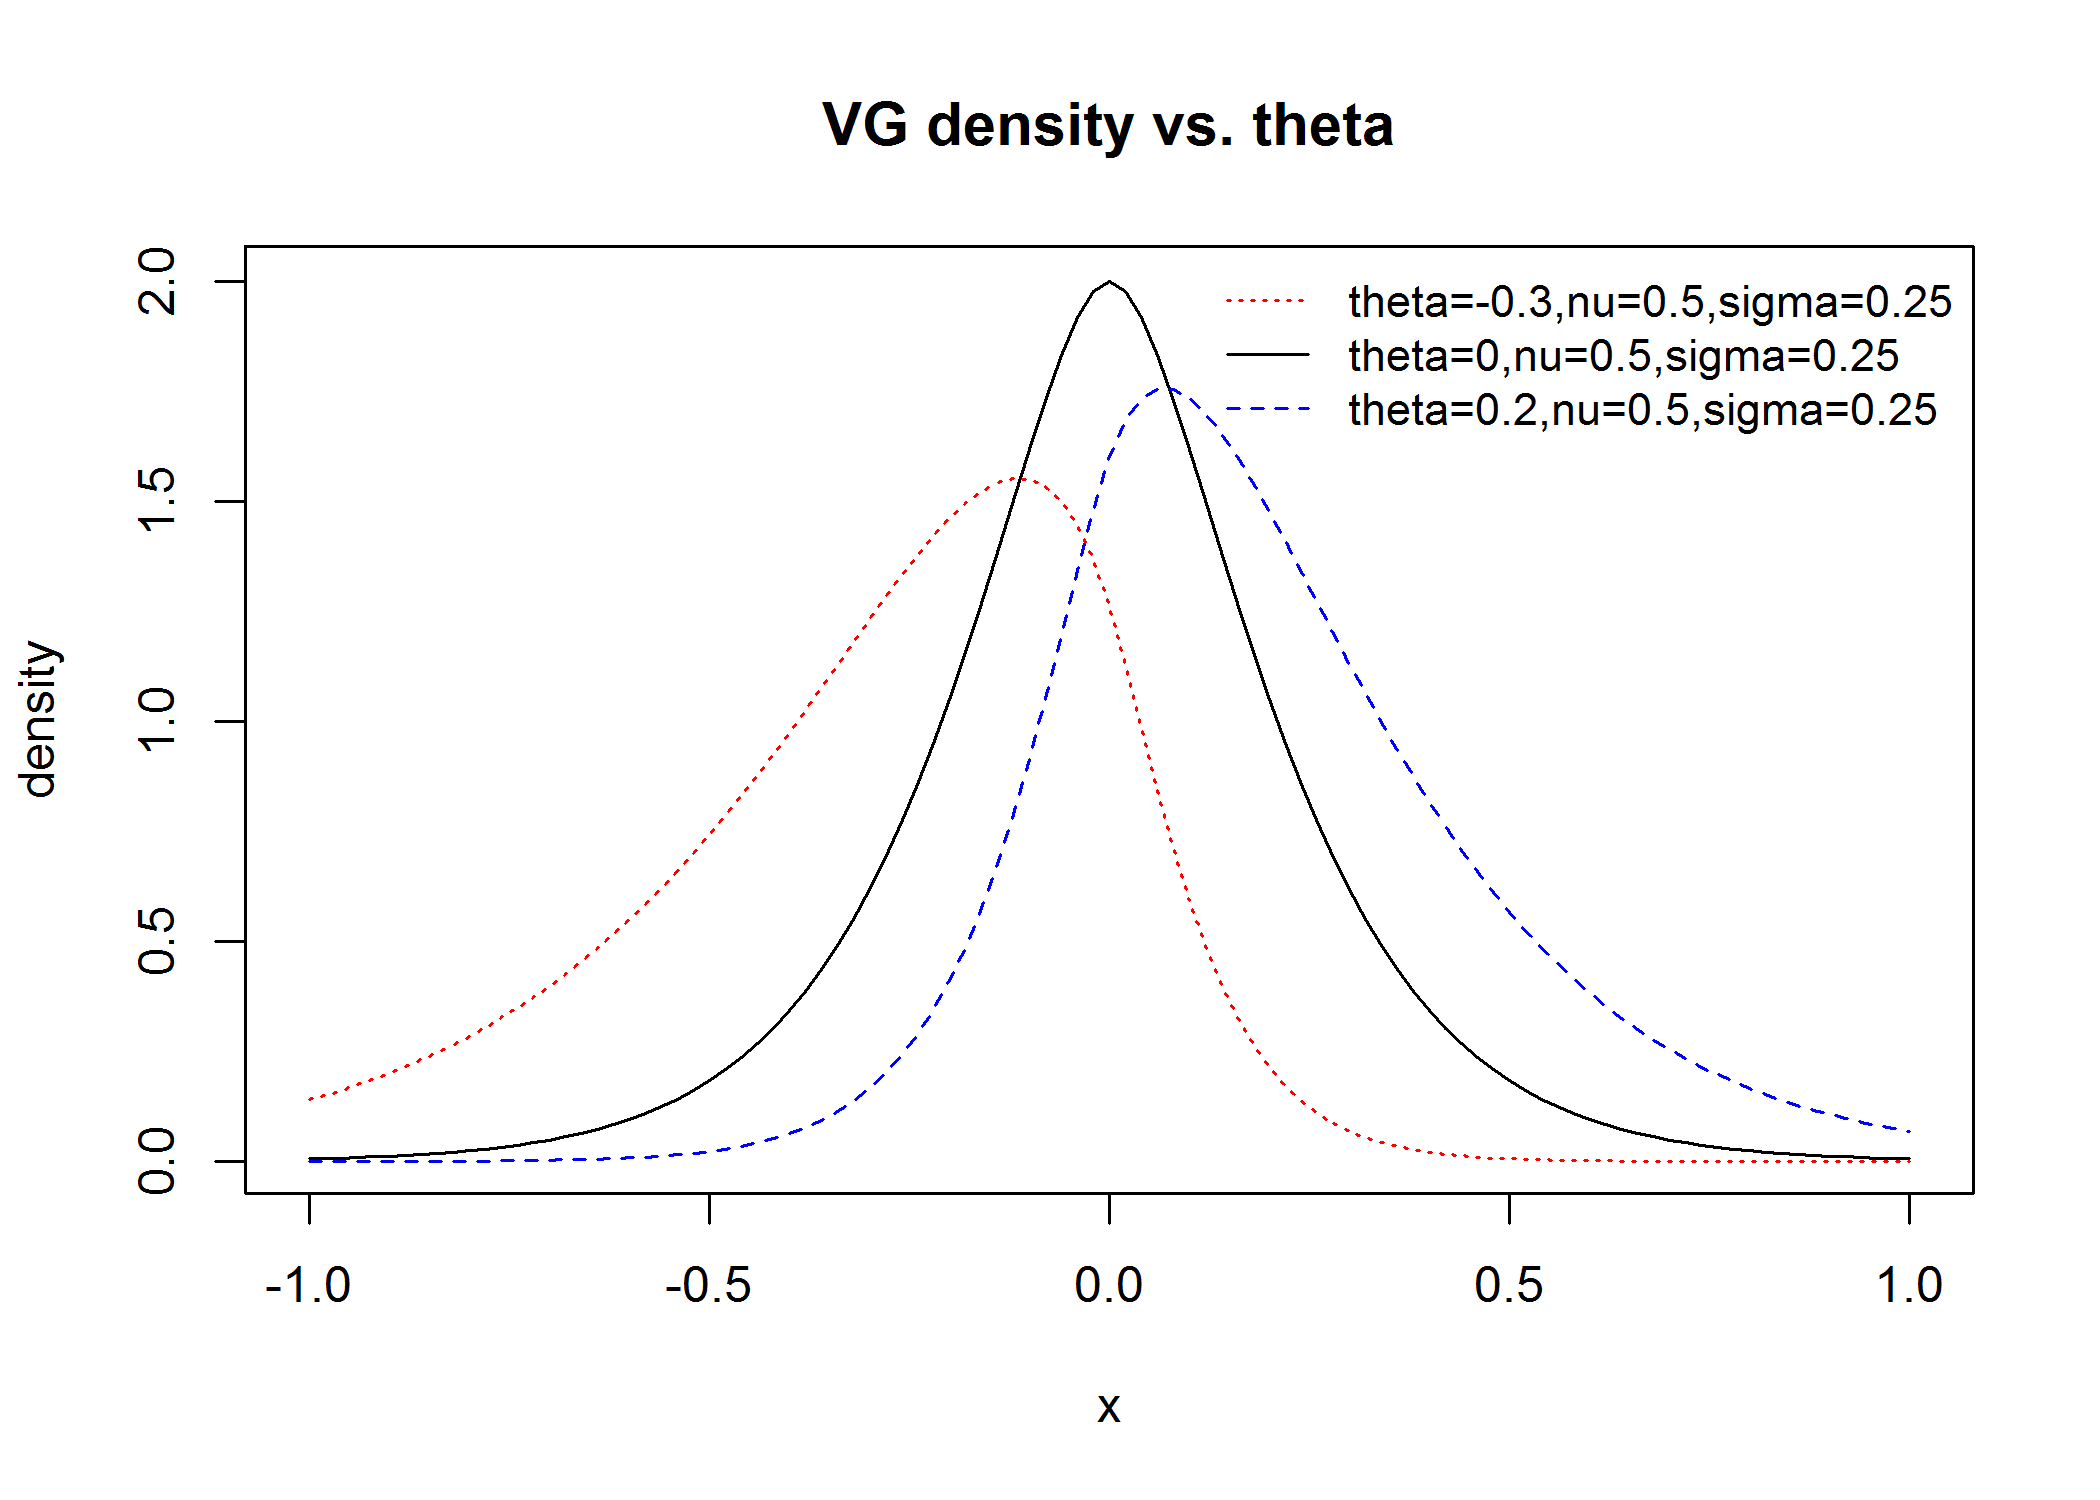 VG density vs. theta
theta=-0.3,nu=0.5,sigma=0.25
theta=0,nu=0.5,sigma=0.25
theta=0.2,nu=0.5,sigma=0.25
density
2.0
1.5
1.0
0.5
0.0
-1.0 -0.5 0.0 0.5 1.0
x